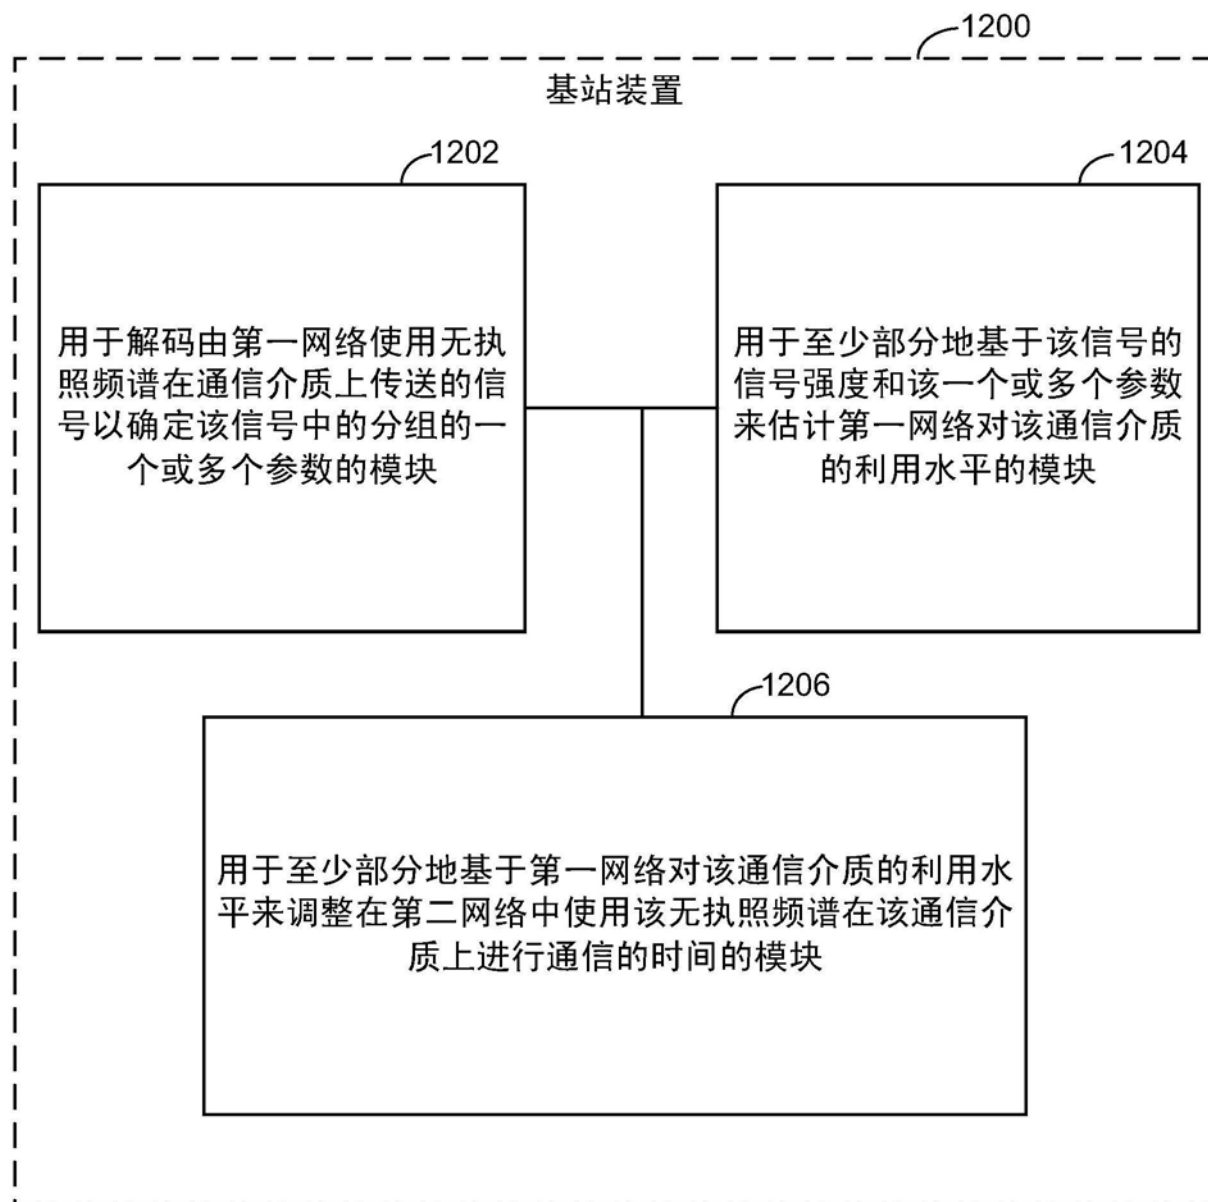 1200
基站装置
1202
用于解码由第一网络使用无执
照频谱在通信介质上传送的信
号以确定该信号中的分组的一
个或多个参数的模块
1204
用于至少部分地基于该信号的
信号强度和该一个或多个参数
来估计第一网络对该通信介质
的利用水平的模块
1206
用于至少部分地基于第一网络对该通信介质的利用水
平来调整在第二网络中使用该无执照频谱在该通信介
质上进行通信的时间的模块